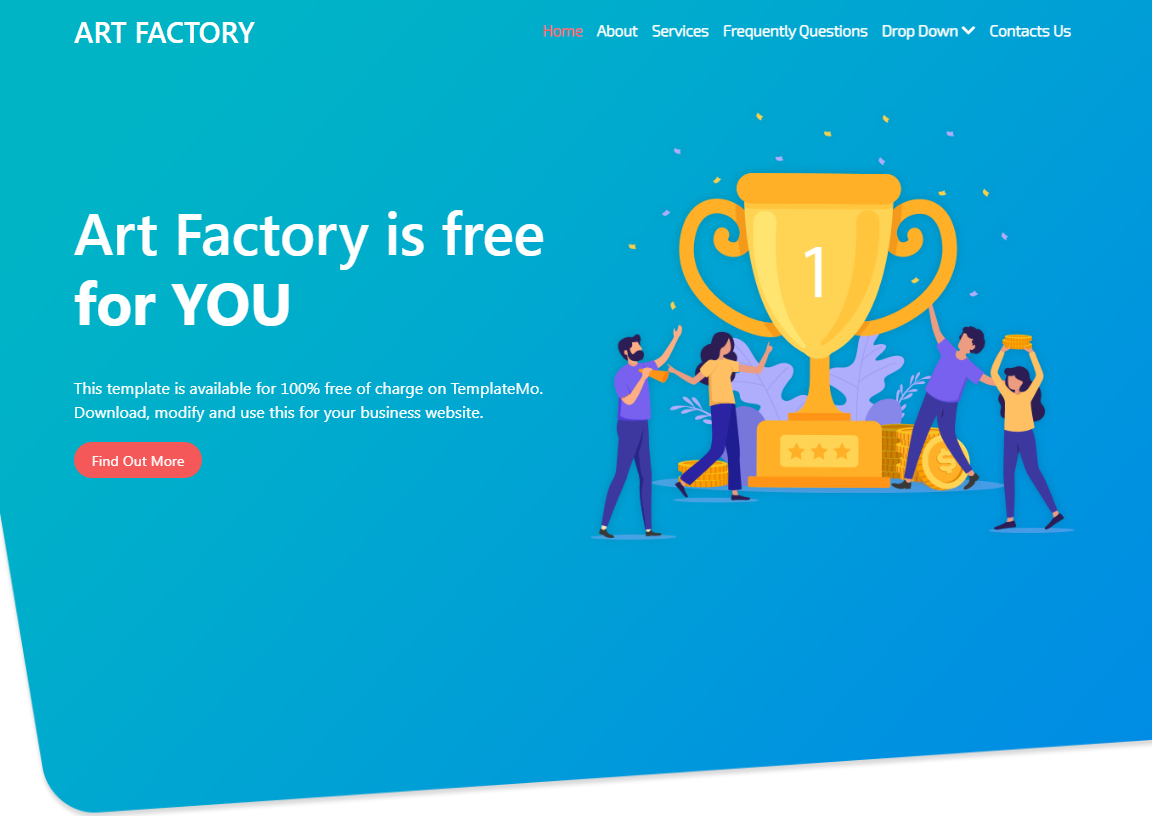 ART FACTORY
Home About Services Frequently Questions Drop Down Contacts Us
Art Factory is free
for YOU
1
This template is available for 100% free of charge on TemplateMo.
Download, modify and use this for your business website.
$
Find Out More